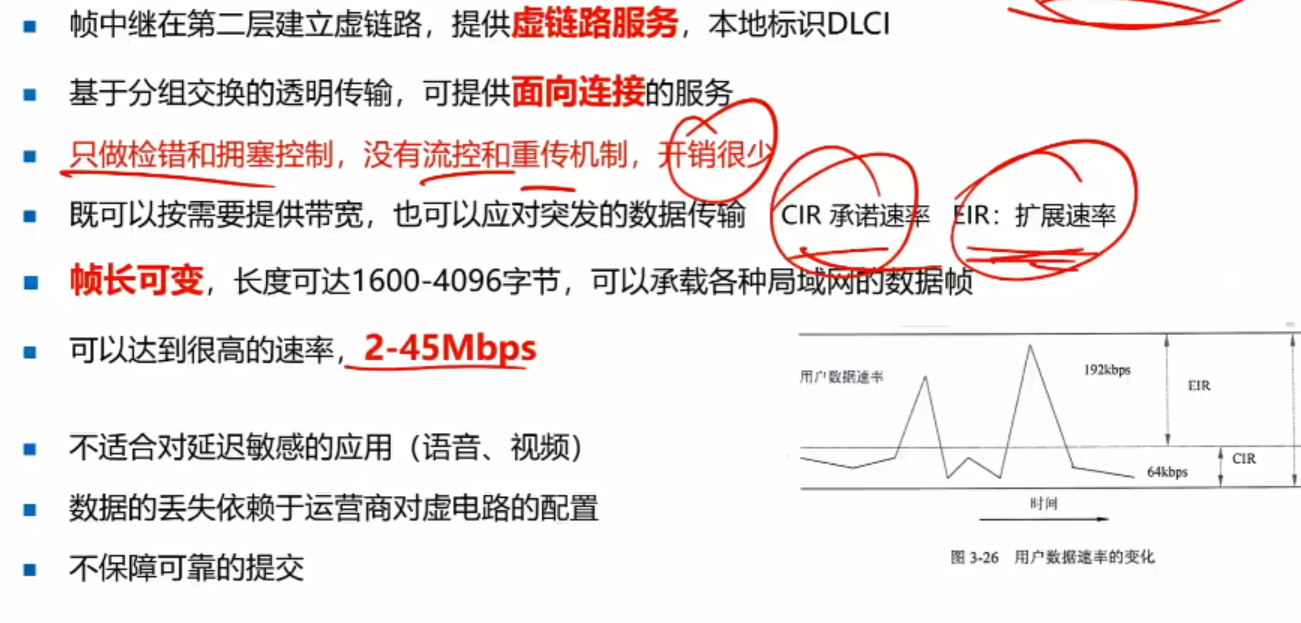 帧中继在第二层建立虚链路，提供虚链路服务，本地标识DLCI
基于分组交换的透明传输，可提供面向连接的服务
只做检错和拥塞控制，没有流控和重传机制，开销很少
既可以按需要提供带宽，也可以应对突发的数据传输 CIR 承诺速率 EIR：扩展速率
帧长可变，长度可达1600-4096字节，可以承载各种局域网的数据帧
可以达到很高的速率，2-45Mbps
不适合对延迟敏感的应用（语音、视频）
数据的丢失依赖于运营商对虚电路的配置
不保障可靠的提交
用户数据速率
192kbps
EIR
CIR
64kbps
时间
图 3-26 用户数据速率的变化